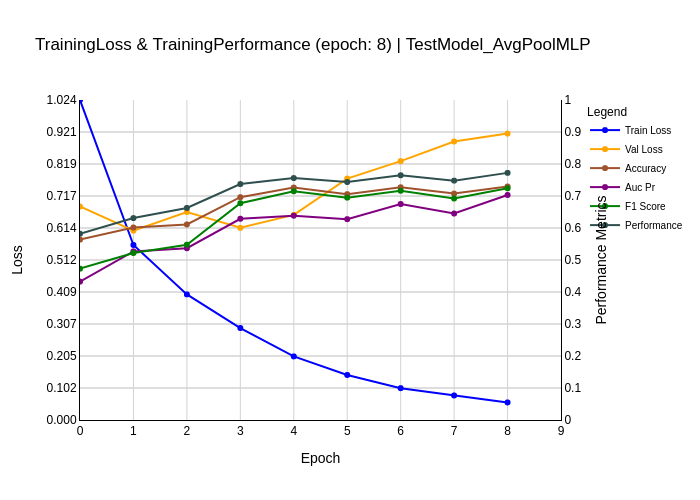 TrainingLoss & TrainingPerformance (epoch: 8) | TestModel_AvgPoolMLP
Legend
Train Loss
Val Loss
Accuracy
Auc Pr
F1 Score
Performance
Loss
1.024
0.921
0.819
0.717
0.614
0.512
0.409
0.307
0.205
0.102
0.000
1
0.9
0.8
0.7
0.6
0.5
0.4
0.3
0.2
0.1
0
Performance Metrics
0 1 2 3 4 5 6 7 8 9
Epoch